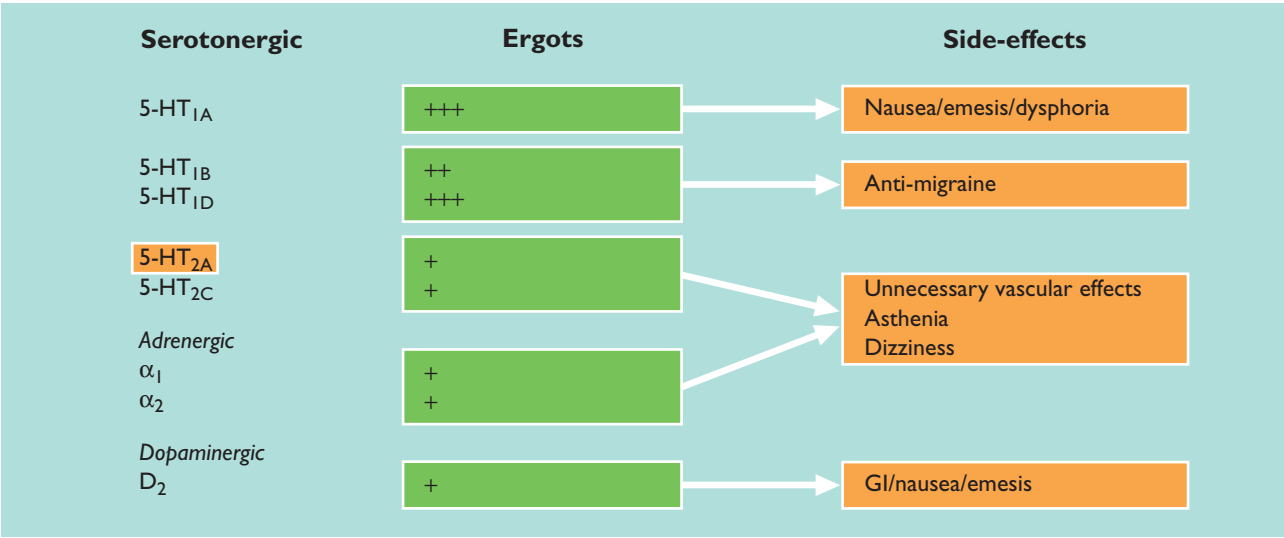 Serotonergic Ergots Side-effects
5-HT1A +++ Nausea/emesis/dysphoria
5-HT1B ++
5-HT1D +++ Anti-migraine
5-HT2A +
5-HT2C + Unnecessary vascular effects
Asthenia
Dizziness
Adrenergic
α1 +
α2 +
Dopaminergic
D2 + GI/nausea/emesis